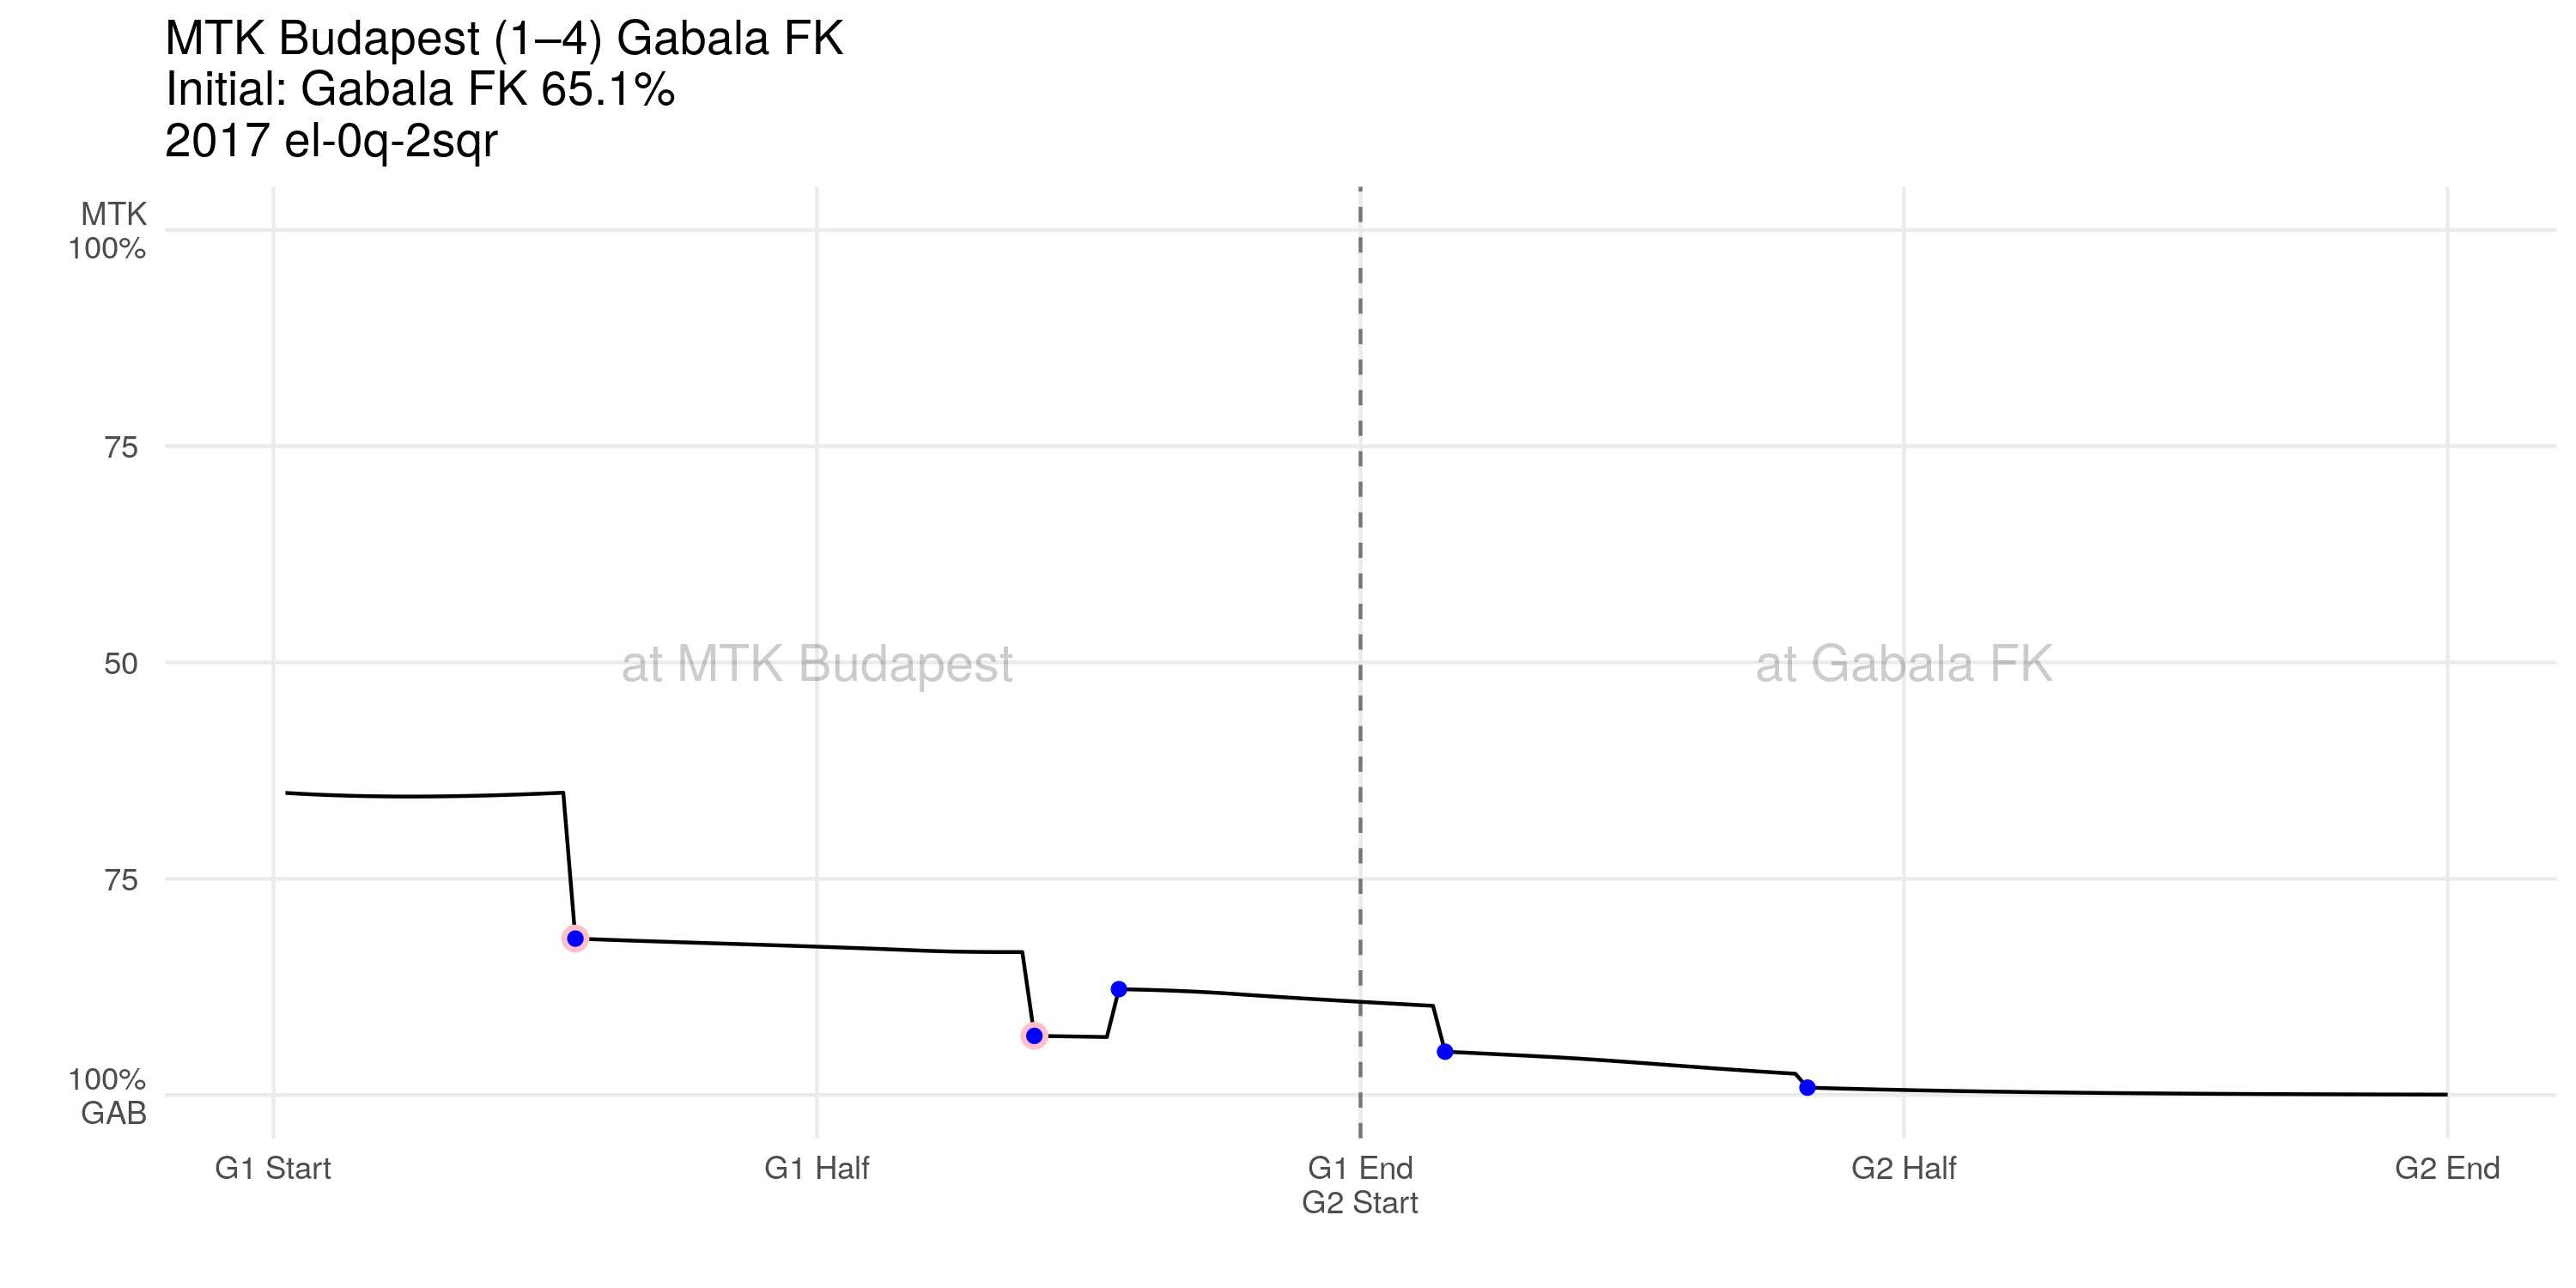 MTK Budapest (1–4) Gabala FK
Initial: Gabala FK 65.1%
2017 el-0q-2sqr
MTK
100%
75
50
75
100%
GAB
at MTK Budapest
at Gabala FK
G1 Start
G1 Half
G1 End
G2 Start
G2 Half
G2 End